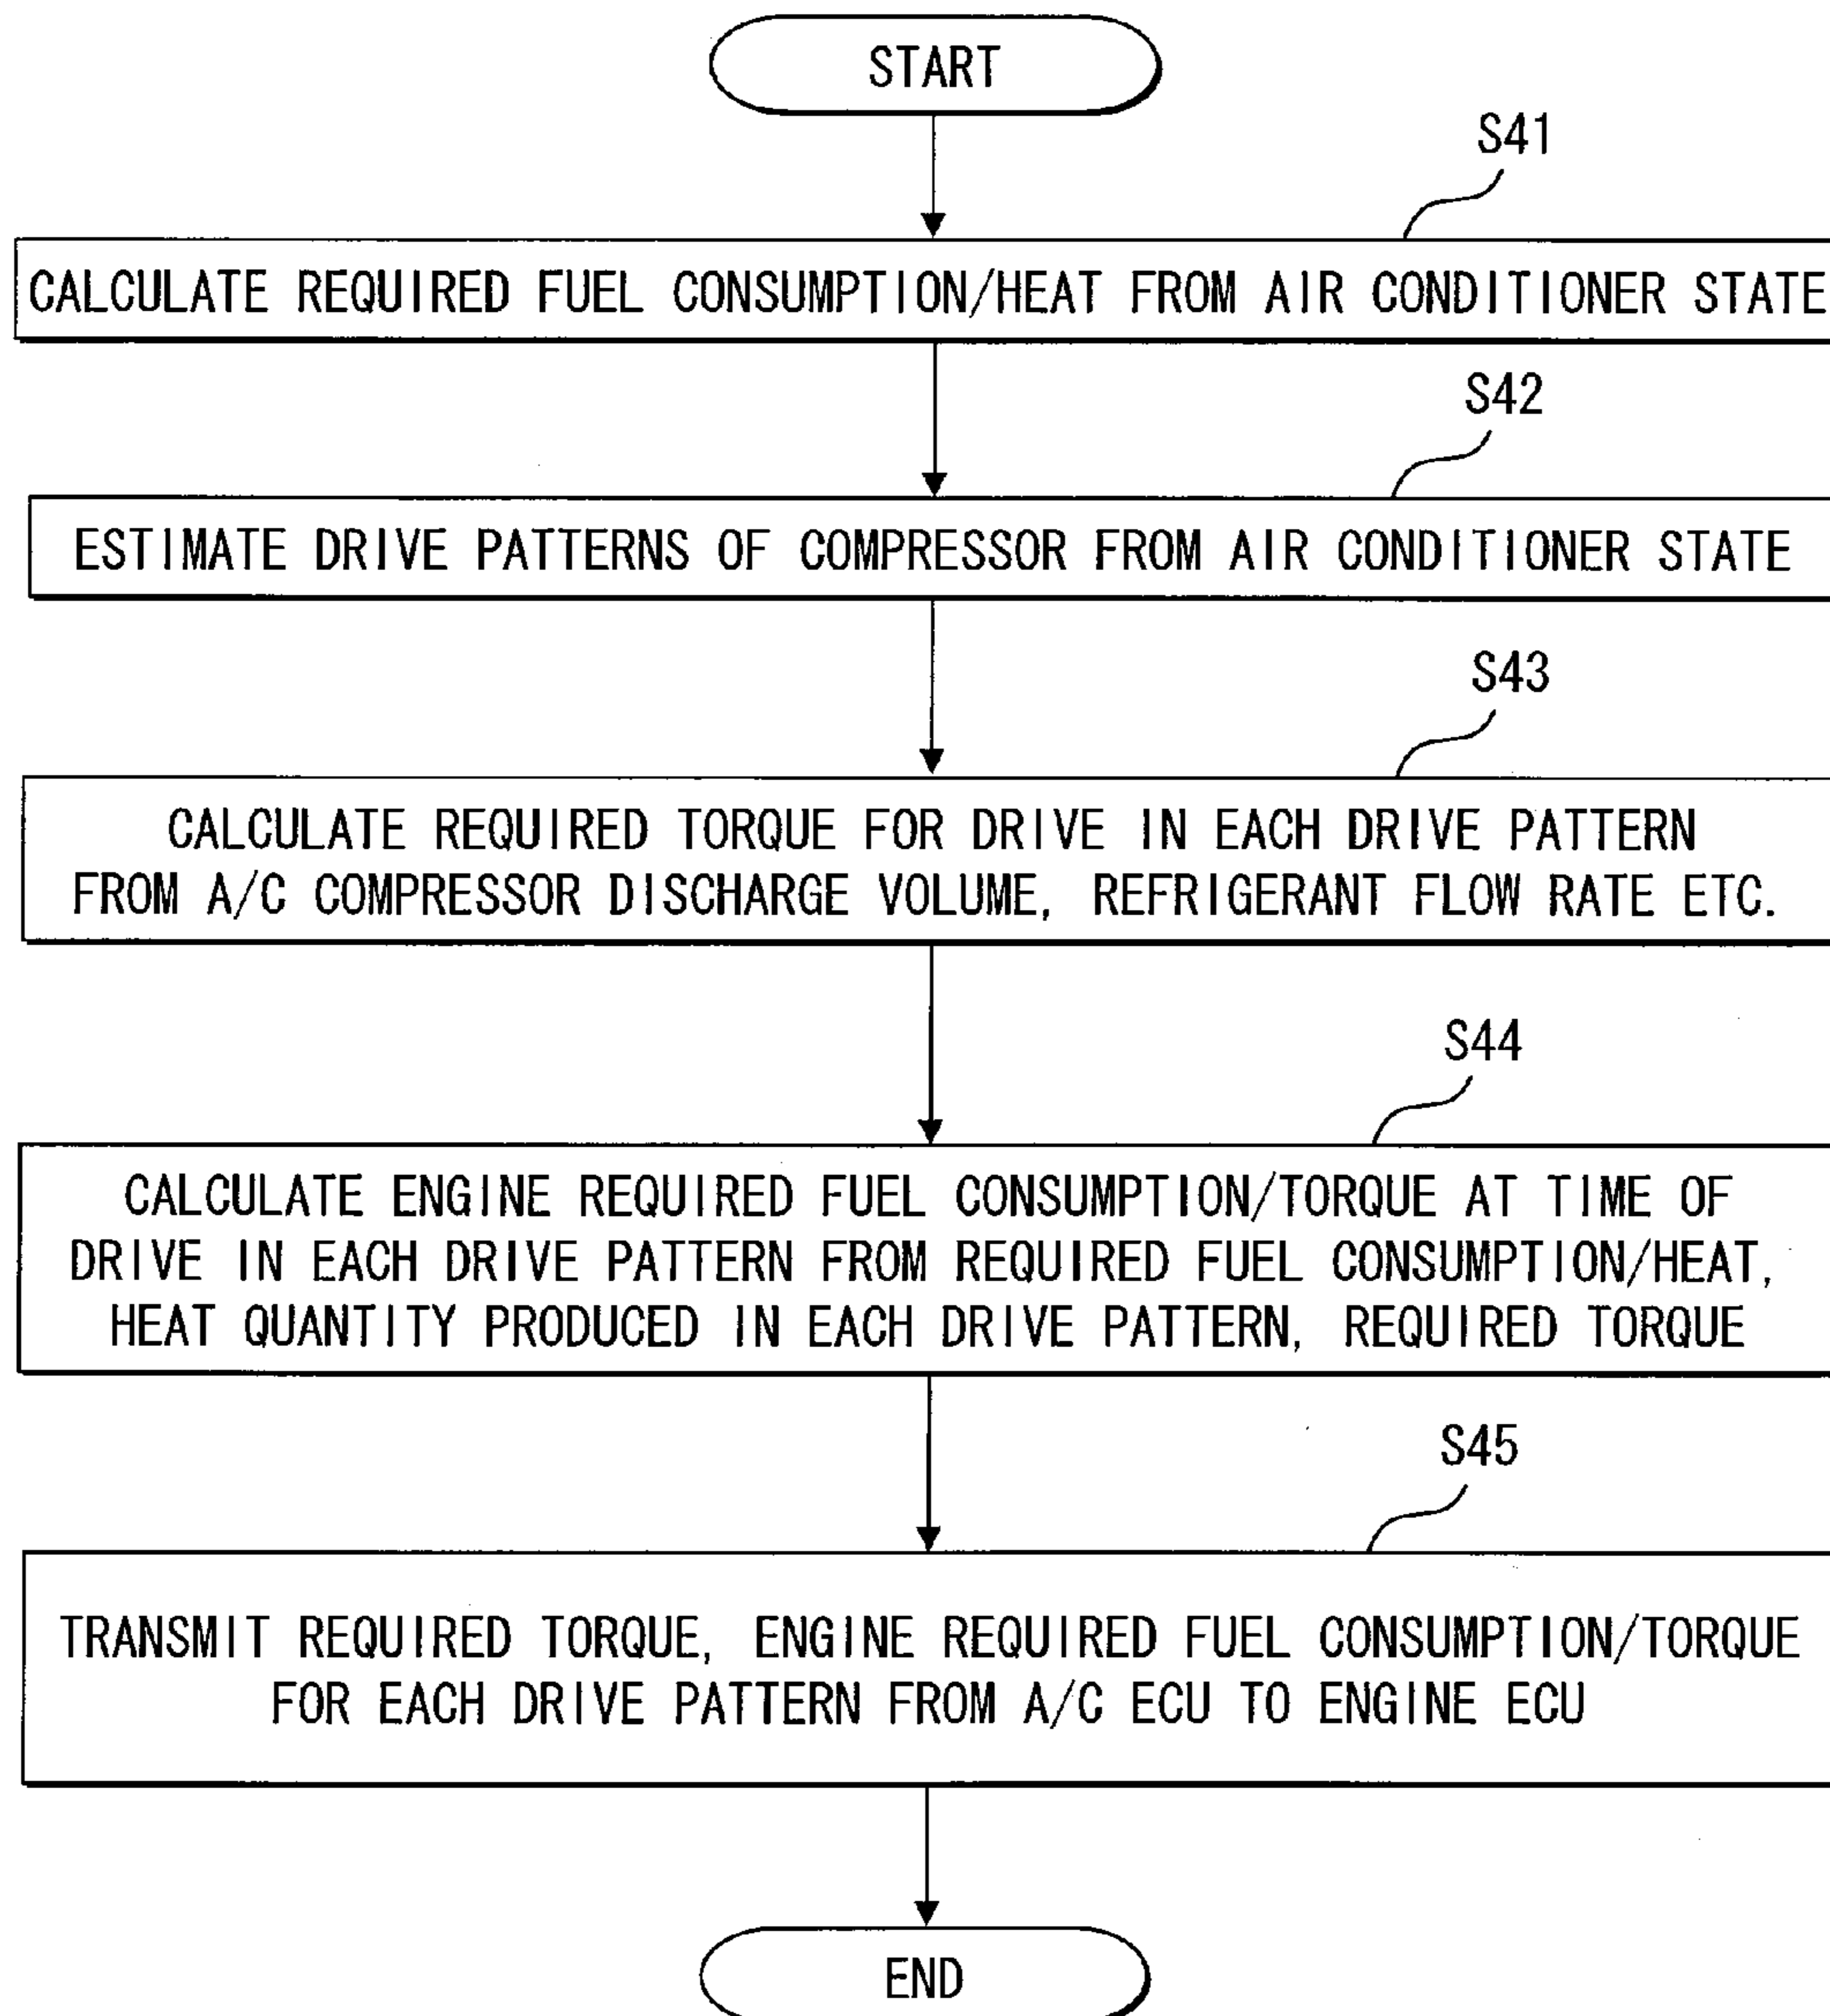 START
S41
CALCULATE REQUIRED FUEL CONSUMPTION/HEAT FROM AIR CONDITIONER STATE
S42
ESTIMATE DRIVE PATTERNS OF COMPRESSOR FROM AIR CONDITIONER STATE
S43
CALCULATE REQUIRED TORQUE FOR DRIVE IN EACH DRIVE PATTERN
FROM A/C COMPRESSOR DISCHARGE VOLUME, REFRIGERANT FLOW RATE ETC.
S44
CALCULATE ENGINE REQUIRED FUEL CONSUMPTION/TORQUE AT TIME OF
DRIVE IN EACH DRIVE PATTERN FROM REQUIRED FUEL CONSUMPTION/HEAT,
HEAT QUANTITY PRODUCED IN EACH DRIVE PATTERN, REQUIRED TORQUE
S45
TRANSMIT REQUIRED TORQUE, ENGINE REQUIRED FUEL CONSUMPTION/TORQUE
FOR EACH DRIVE PATTERN FROM A/C ECU TO ENGINE ECU
END